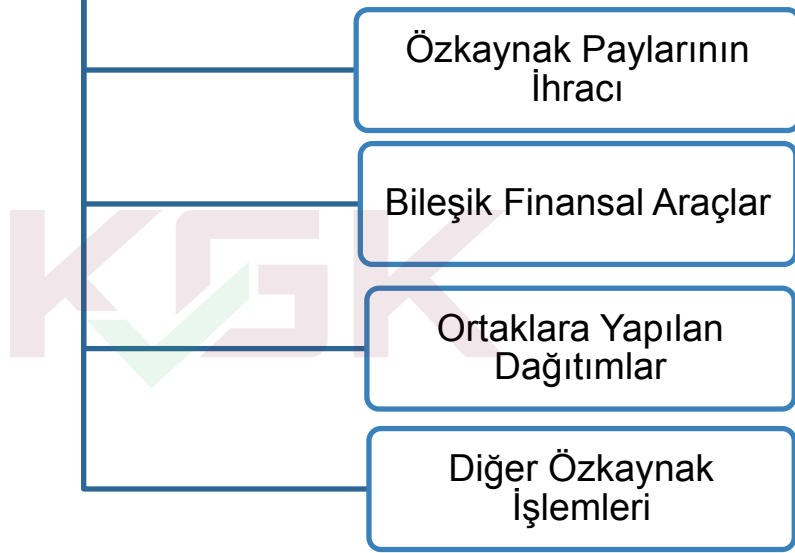 Özkaynak Paylarının
İhracı
Bileşik Finansal Araçlar
KGK
Ortaklara Yapılan
Dağıtımlar
Diğer Özkaynak
İşlemleri